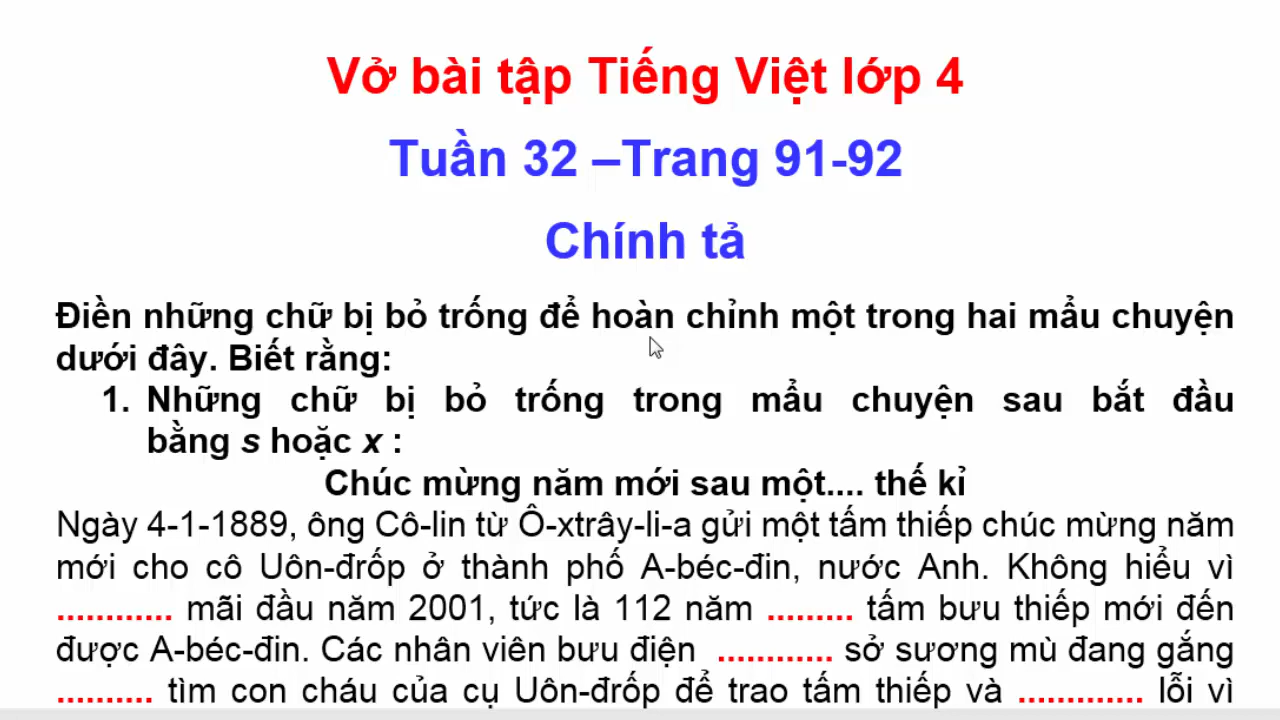 Vở bài tập Tiếng Việt lớp 4
Tuần 32 –Trang 91-92
Chính tả
Điền những chữ bị bỏ trống để hoàn chỉnh một trong hai mẩu chuyện
dưới đây. Biết rằng:
1. Những chữ bị bỏ trống trong mẩu chuyện sau bắt đầu
bằng s hoặc x :
Chúc mừng năm mới sau một.... thế kỉ
Ngày 4-1-1889, ông Cô-lin từ Ô-xtrây-li-a gửi một tấm thiếp chúc mừng năm
mới cho cô Uôn-đrốp ở thành phố A-béc-đin, nước Anh. Không hiểu vì
............ mãi đầu năm 2001, tức là 112 năm ......... tấm bưu thiếp mới đến
được A-béc-đin. Các nhân viên bưu điện ............ sở sương mù đang gắng
.......... tìm con cháu của cụ Uôn-đrốp để trao tấm thiếp và ............. lỗi vì